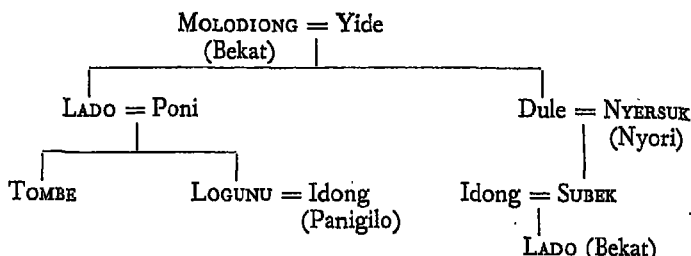 MOLODIONG = Yide
(Bekat)
LADO = Poni
Dule = NYERSUK
(Nyori)
TOMBE
LOGUNU = Idong
(Panigilo)
Idong = SUBEK
LADO (Bekat)